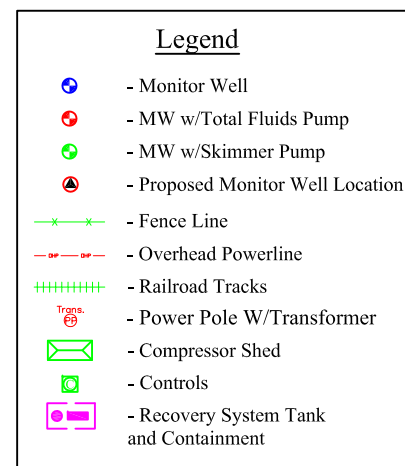 Legend
- Monitor Well
- MW w/Total Fluids Pump
- MW w/Skimmer Pump
- Proposed Monitor Well Location
x x - Fence Line
OHP OHP - Overhead Powerline
- Railroad Tracks
Trans.
PP - Power Pole W/Transformer
- Compressor Shed
- Controls
- Recovery System Tank
and Containment